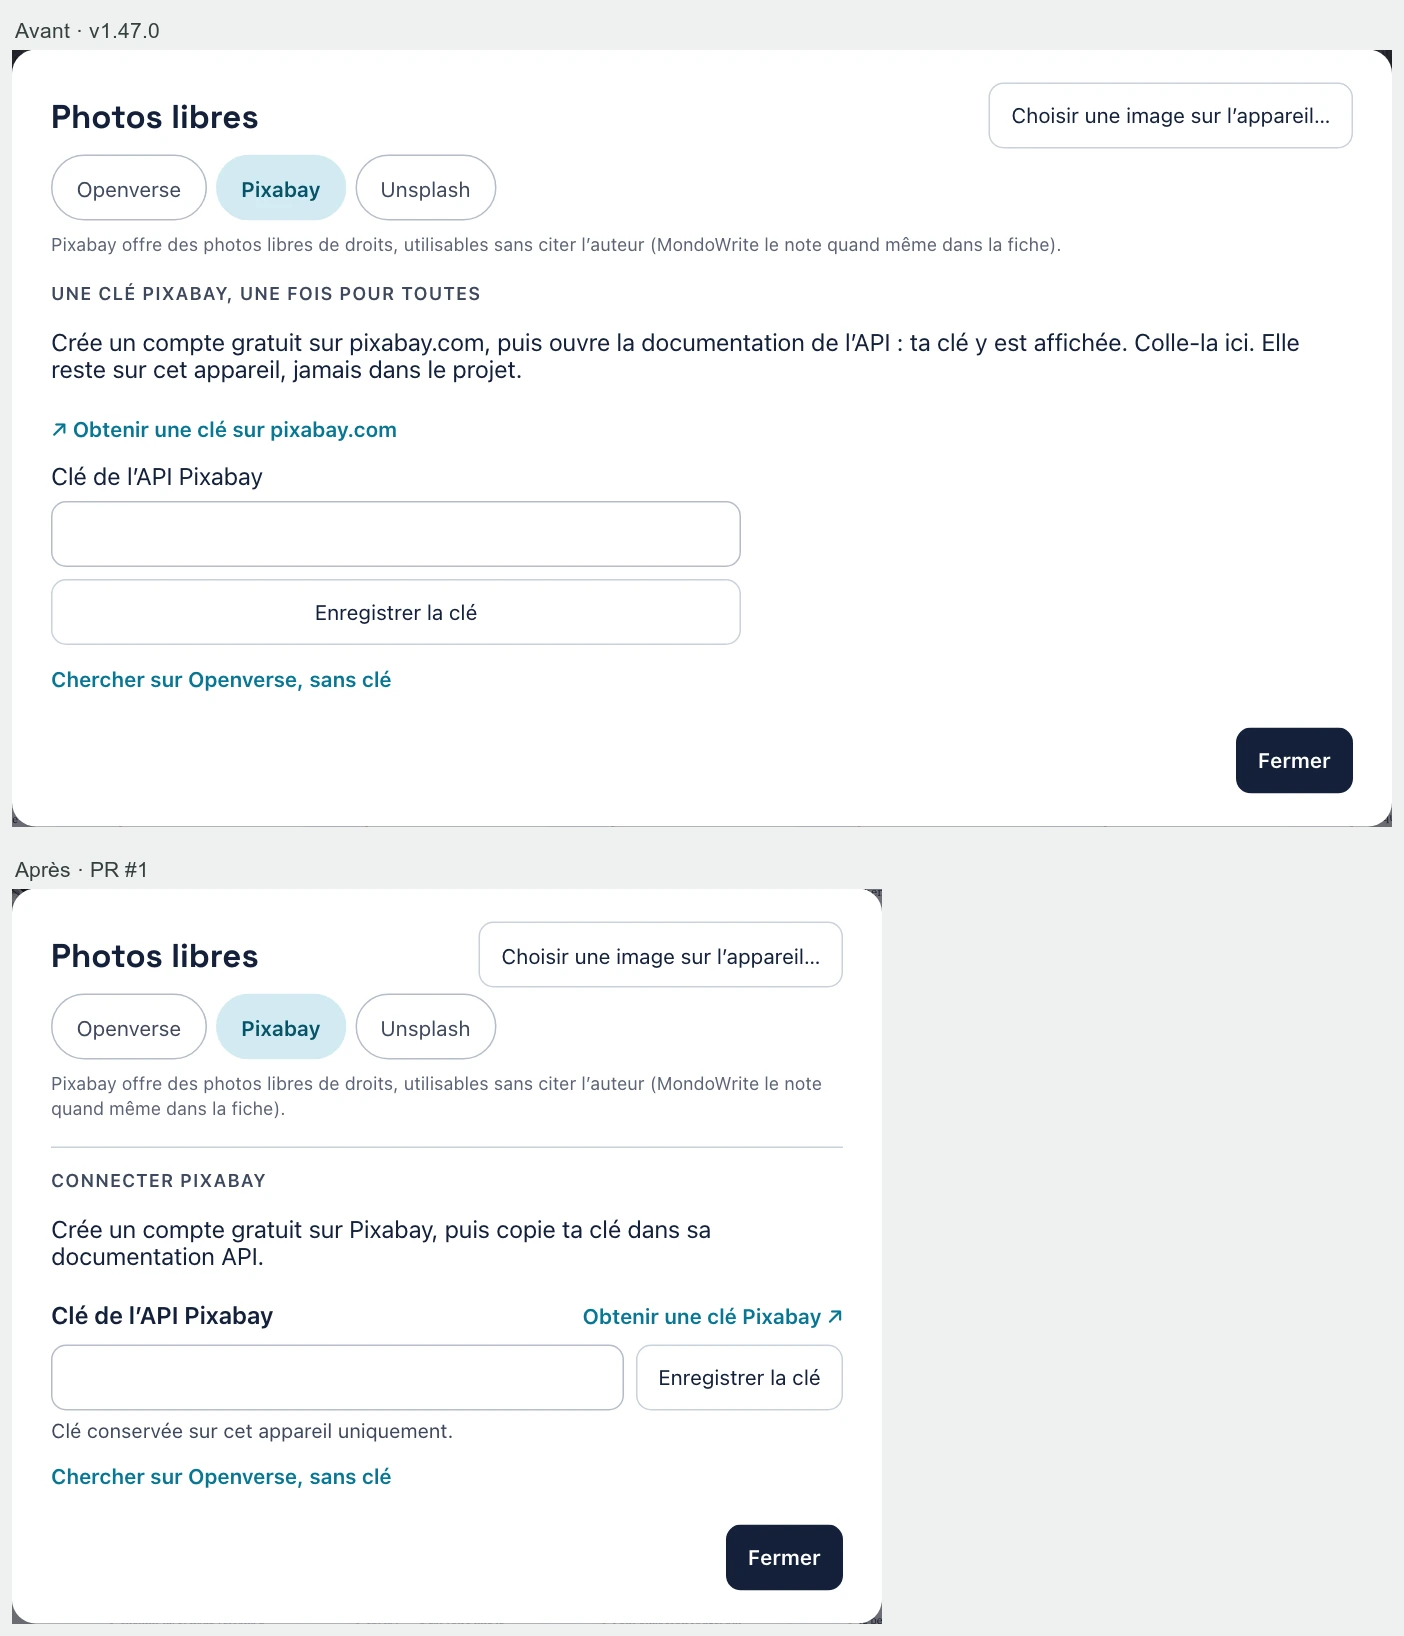 Avant · v1.47.0
Photos libres
Choisir une image sur l’appareil...
Openverse
Pixabay
Unsplash
Pixabay offre des photos libres de droits, utilisables sans citer l’auteur (MondoWrite le note quand même dans la fiche).
UNE CLÉ PIXABAY, UNE FOIS POUR TOUTES
Crée un compte gratuit sur pixabay.com, puis ouvre la documentation de l’API : ta clé y est affichée. Colle-la ici. Elle
reste sur cet appareil, jamais dans le projet.
↗ Obtenir une clé sur pixabay.com
Clé de l’API Pixabay
Enregistrer la clé
Chercher sur Openverse, sans clé
Fermer
Après · PR #1
Photos libres
Choisir une image sur l’appareil...
Openverse
Pixabay
Unsplash
Pixabay offre des photos libres de droits, utilisables sans citer l’auteur (MondoWrite le note
quand même dans la fiche).
CONNECTER PIXABAY
Crée un compte gratuit sur Pixabay, puis copie ta clé dans sa
documentation API.
Clé de l’API Pixabay
Obtenir une clé Pixabay ↗
Enregistrer la clé
Clé conservée sur cet appareil uniquement.
Chercher sur Openverse, sans clé
Fermer